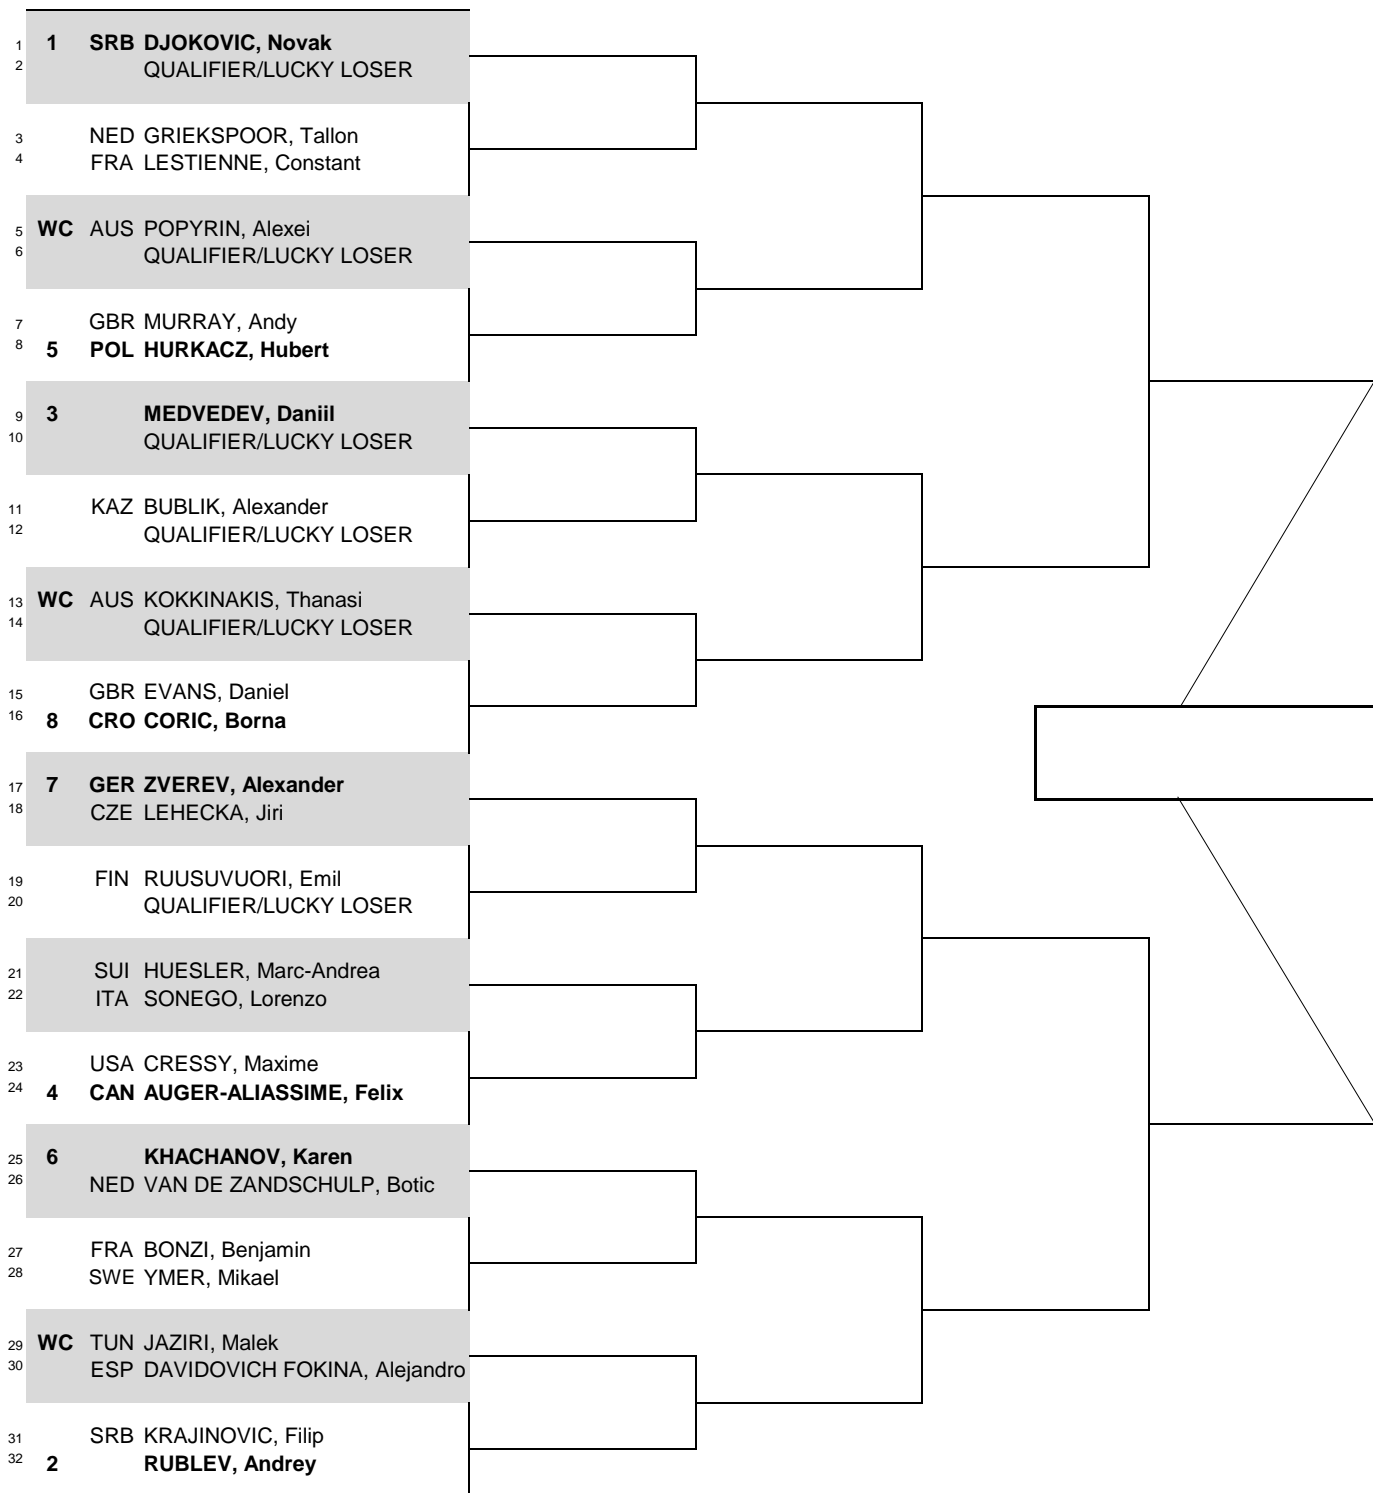 1 1 SRB DJOKOVIC, Novak
2 QUALIFIER/LUCKY LOSER
3 NED GRIEKSPOOR, Tallon
4 FRA LESTIENNE, Constant
5 WC AUS POPYRIN, Alexei
6 QUALIFIER/LUCKY LOSER
7 GBR MURRAY, Andy
8 5 POL HURKACZ, Hubert
9 3 MEDVEDEV, Daniil
10 QUALIFIER/LUCKY LOSER
11 KAZ BUBLIK, Alexander
12 QUALIFIER/LUCKY LOSER
13 WC AUS KOKKINAKIS, Thanasi
14 QUALIFIER/LUCKY LOSER
15 GBR EVANS, Daniel
16 8 CRO CORIC, Borna
17 7 GER ZVEREV, Alexander
18 CZE LEHECKA, Jiri
19 FIN RUUSUVUORI, Emil
20 QUALIFIER/LUCKY LOSER
21 SUI HUESLER, Marc-Andrea
22 ITA SONEGO, Lorenzo
23 USA CRESSY, Maxime
24 4 CAN AUGER-ALIASSIME, Felix
25 6 KHACHANOV, Karen
26 NED VAN DE ZANDSCHULP, Botic
27 FRA BONZI, Benjamin
28 SWE YMER, Mikael
29 WC TUN JAZIRI, Malek
30 ESP DAVIDOVICH FOKINA, Alejandro
31 SRB KRAJINOVIC, Filip
32 2 RUBLEV, Andrey